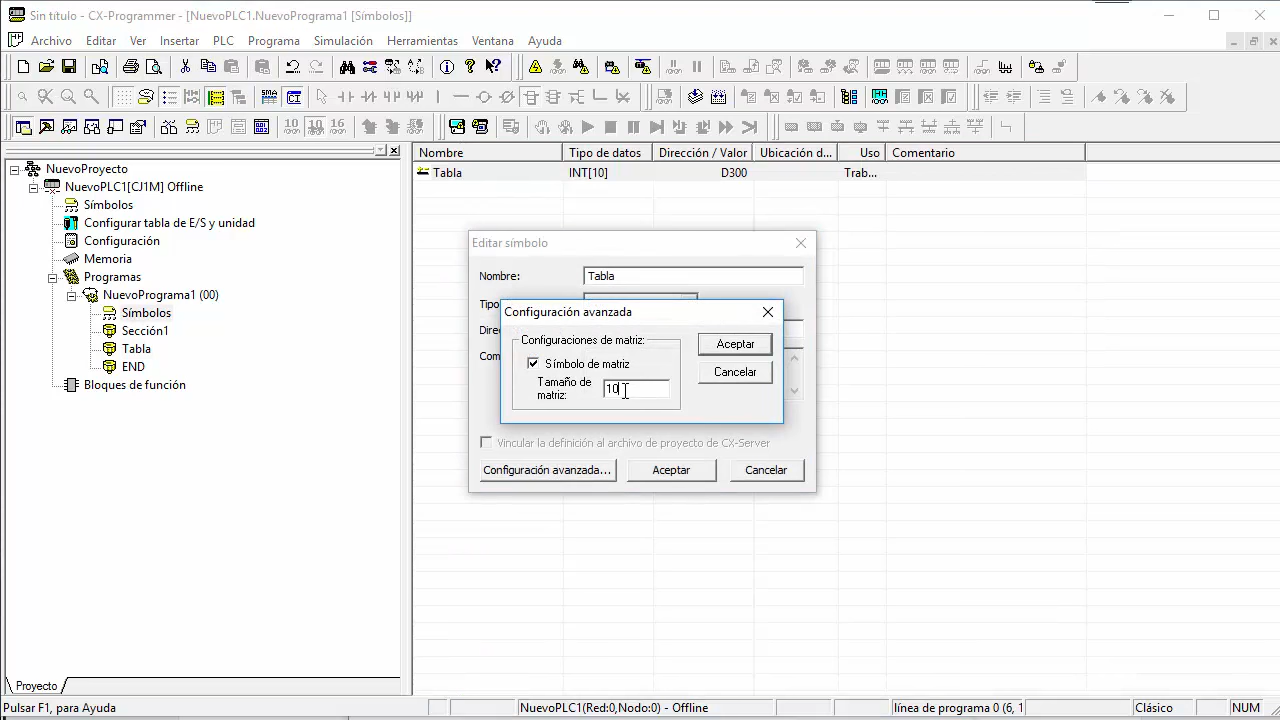 Sin título - CX-Programmer - [NuevoPLC1.NuevoPrograma1 [Símbolos]]
Archivo Editar Ver Insertar PLC Programa Simulación Herramientas Ventana Ayuda
10 10 16
Nombre Tipo de datos Dirección / Valor Ubicación d... Uso Comentario
Tabla INT[10] D300 Trab...
NuevoProyecto
NuevoPLC1[CJ1M] Offline
Símbolos
Configurar tabla de E/S y unidad
Configuración
Memoria
Programas
NuevoPrograma1 (00)
Símbolos
Sección1
Tabla
END
Bloques de función
Proyecto
Editar símbolo
Nombre: Tabla
Tipo
Direc
Com
Configuración avanzada
Configuraciones de matriz:
Símbolo de matriz
Tamaño de
matriz: 10
Aceptar
Cancelar
Vincular la definición al archivo de proyecto de CX-Server
Configuración avanzada... Aceptar Cancelar
Pulsar F1, para Ayuda NuevoPLC1(Red:0,Nodo:0) - Offline línea de programa 0 (6, 1 Clásico NUM